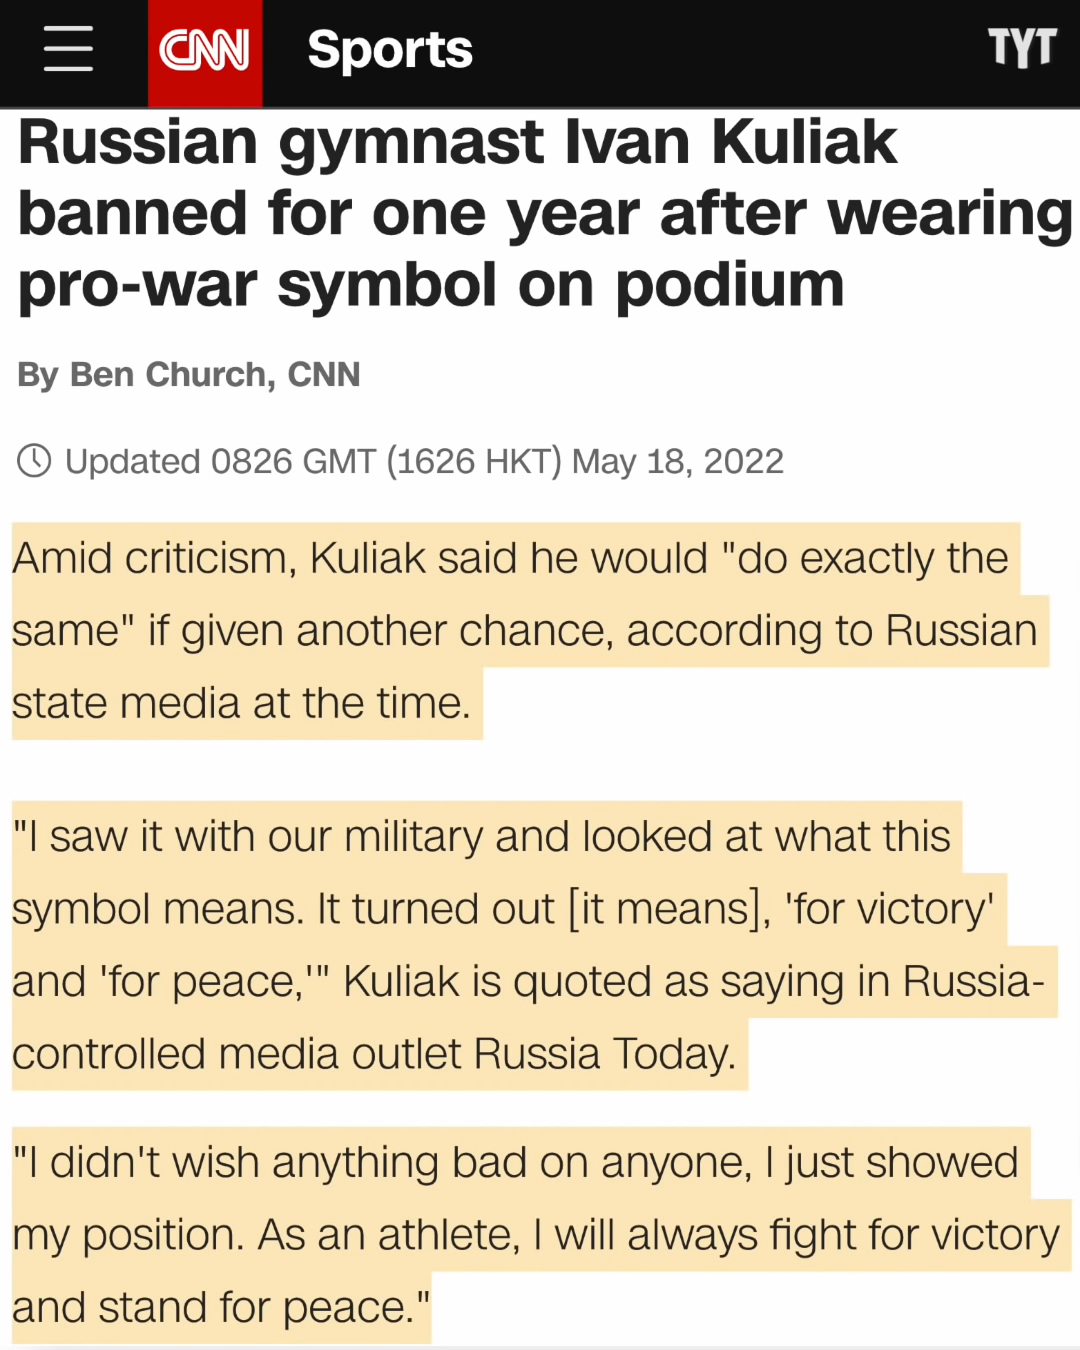 CNN Sports TYT
Russian gymnast Ivan Kuliak
banned for one year after wearing
pro-war symbol on podium
By Ben Church, CNN
Updated 0826 GMT (1626 HKT) May 18, 2022
Amid criticism, Kuliak said he would "do exactly the
same" if given another chance, according to Russian
state media at the time.
"I saw it with our military and looked at what this
symbol means. It turned out [it means], 'for victory'
and 'for peace,'" Kuliak is quoted as saying in Russia-
controlled media outlet Russia Today.
"I didn't wish anything bad on anyone, I just showed
my position. As an athlete, I will always fight for victory
and stand for peace."